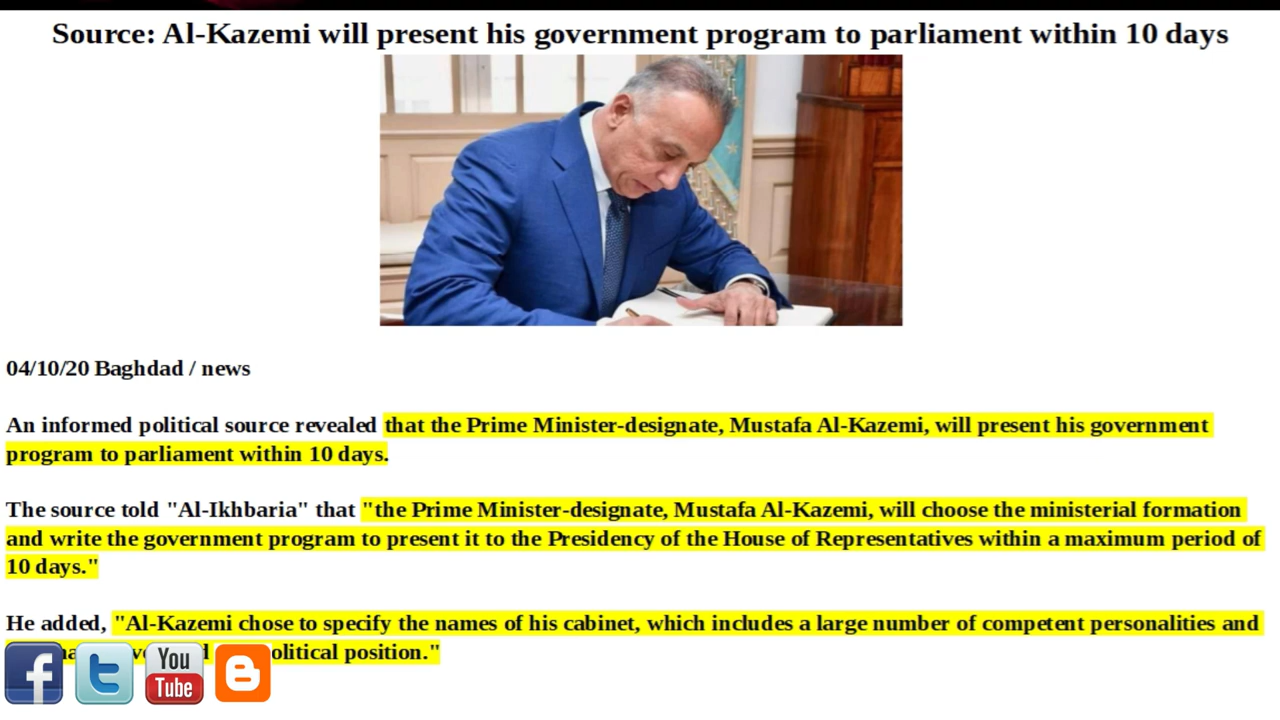 Source: Al-Kazemi will present his government program to parliament within 10 days
04/10/20 Baghdad / news
An informed political source revealed that the Prime Minister-designate, Mustafa Al-Kazemi, will present his government
program to parliament within 10 days.
The source told "Al-Ikhbaria" that "the Prime Minister-designate, Mustafa Al-Kazemi, will choose the ministerial formation
and write the government program to present it to the Presidency of the House of Representatives within a maximum period of
10 days."
He added, "Al-Kazemi chose to specify the names of his cabinet, which includes a large number of competent personalities and
position."
You
Tube